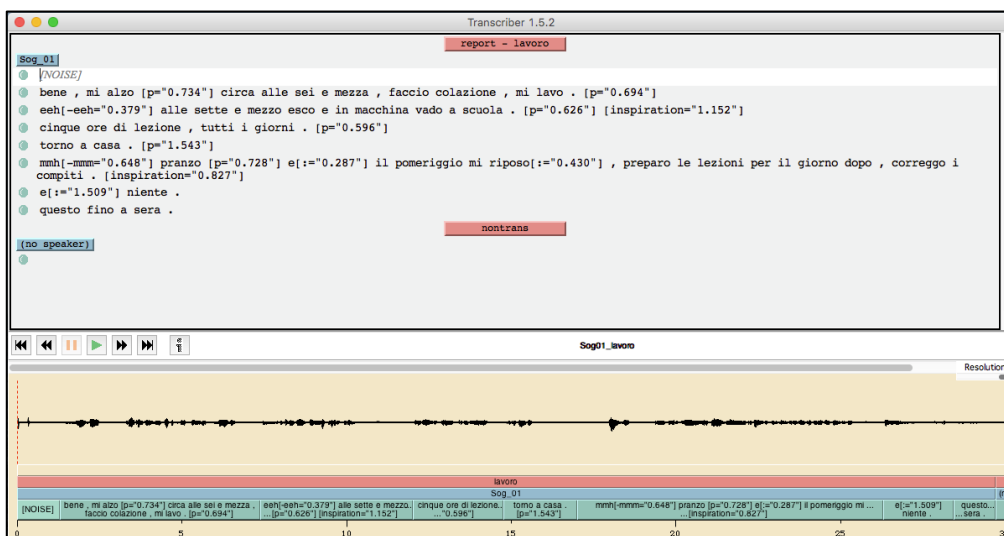 Transcriber 1.5.2
report - lavoro
Sog_01
[NOISE]
bene , mi alzo [p="0.734"] circa alle sei e mezza , faccio colazione , mi lavo . [p="0.694"]
eeh[-eeh="0.379"] alle sette e mezzo esco e in macchina vado a scuola . [p="0.626"] [inspiration="1.152"]
cinque ore di lezione , tutti i giorni . [p="0.596"]
torno a casa . [p="1.543"]
mmh[-mmm="0.648"] pranzo [p="0.728"] e[:="0.287"] il pomeriggio mi riposo[:="0.430"] , preparo le lezioni per il giorno dopo , correggo i
compiti . [inspiration="0.827"]
e[:="1.509"] niente .
questo fino a sera .
nontrans
(no speaker)
Sog01_lavoro
Resolution
lavoro
Sog_01
[NOISE]
bene , mi alzo [p="0.734"] circa alle sei e mezza ,
faccio colazione , mi lavo . [p="0.694"]
eeh[-eeh="0.379"] alle sette e mezzo...
...[p="0.626"] [inspiration="1.152"]
cinque ore di lezione...
..."0.596"]
torno a casa .
[p="1.543"]
mmh[-mmm="0.648"] pranzo [p="0.728"] e[:="0.287"] il pomeriggio mi ...
...[inspiration="0.827"]
e[:="1.509"]
niente .
questo...
...sera .
0 5 10 15 20 25